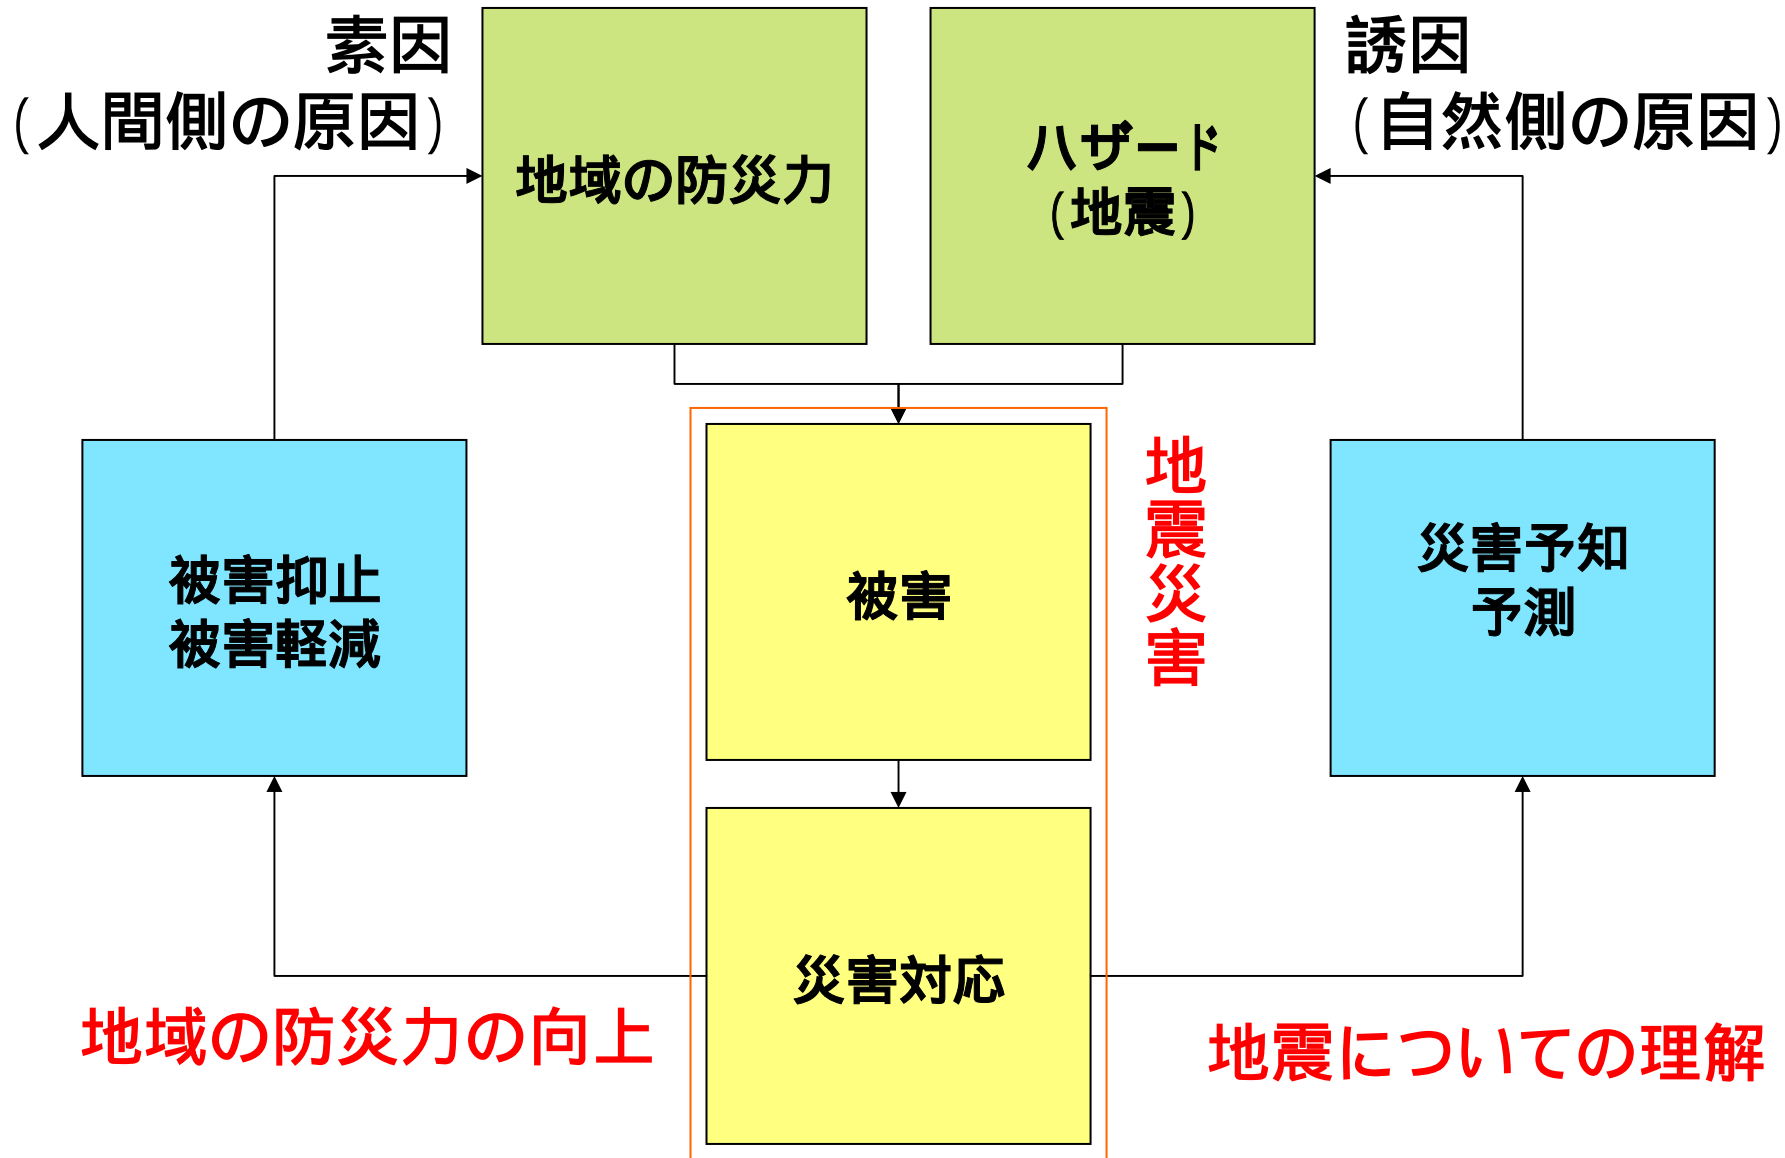 素因
(人間側の原因)
地域の防災力
ハザード
(地震)
誘因
(自然側の原因)
被害抑止
被害軽減
被害
地震災害
災害予知
予測
災害対応
地域の防災力の向上
地震についての理解